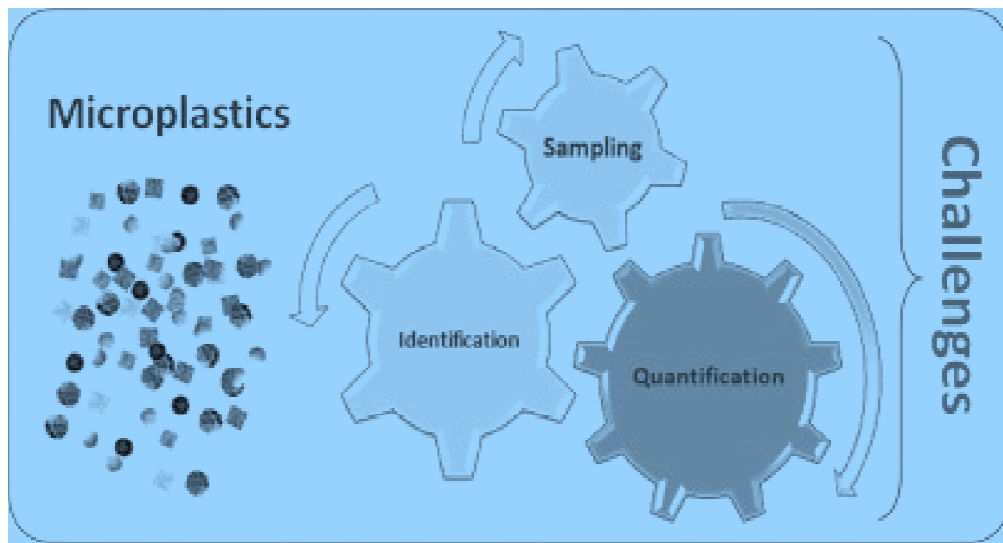 Microplastics
Sampling
Identification
Quantification
Challenges